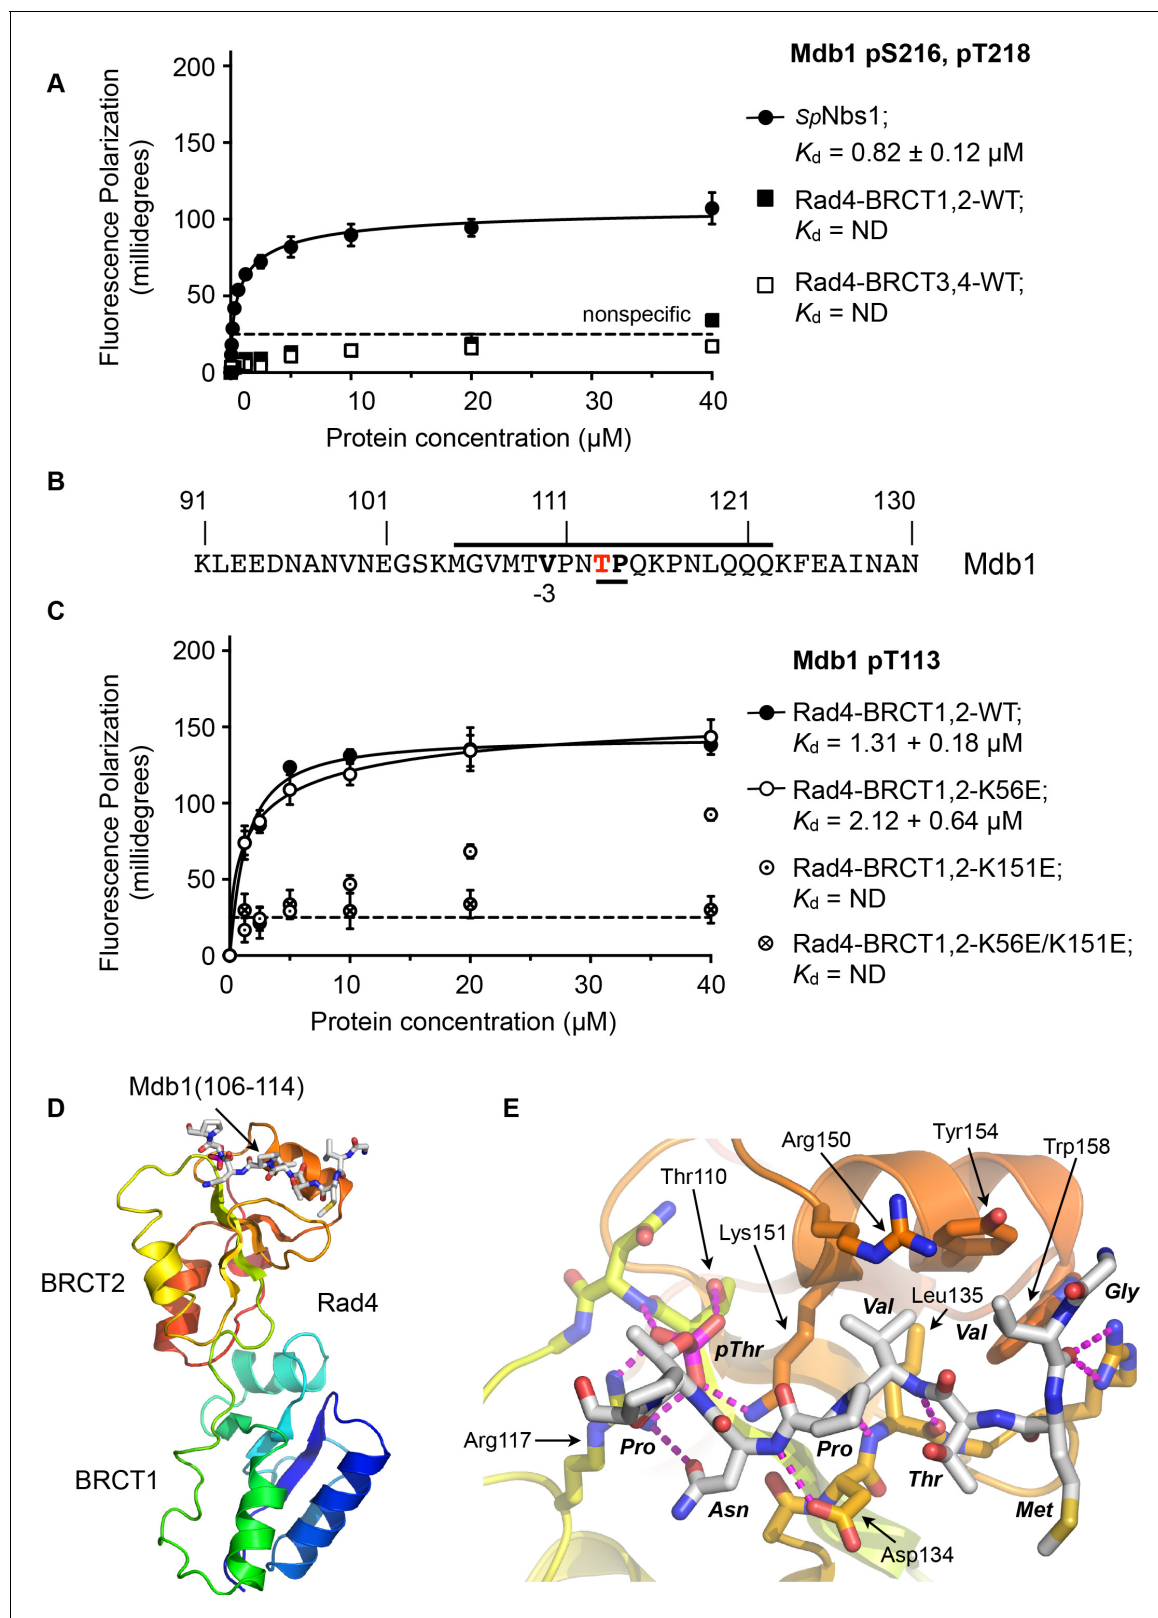 A
Fluorescence Polarization
(millidegrees)
200
150
100
50
0
nonspecific
0 10 20 30 40
Protein concentration (µM)
Mdb1 pS216, pT218
SpNbs1;
Kd = 0.82 ± 0.12 µM
Rad4-BRCT1,2-WT;
Kd = ND
Rad4-BRCT3,4-WT;
Kd = ND
B
91 101 111 121 130
KLEEDNANVNEGSKMGVMTVPNTPQKPNLQQQKFEAINAN Mdb1
-3
C
Fluorescence Polarization
(millidegrees)
200
150
100
50
0
0 10 20 30 40
Protein concentration (µM)
Mdb1 pT113
Rad4-BRCT1,2-WT;
Kd = 1.31 + 0.18 µM
Rad4-BRCT1,2-K56E;
Kd = 2.12 + 0.64 µM
Rad4-BRCT1,2-K151E;
Kd = ND
Rad4-BRCT1,2-K56E/K151E;
Kd = ND
D
Mdb1(106-114)
BRCT2
Rad4
BRCT1
E
Arg150
Tyr154
Trp158
Thr110
Lys151
Leu135
Gly
Val
Val
pThr
Arg117
Pro
Pro
Thr
Asn
Met
Asp134